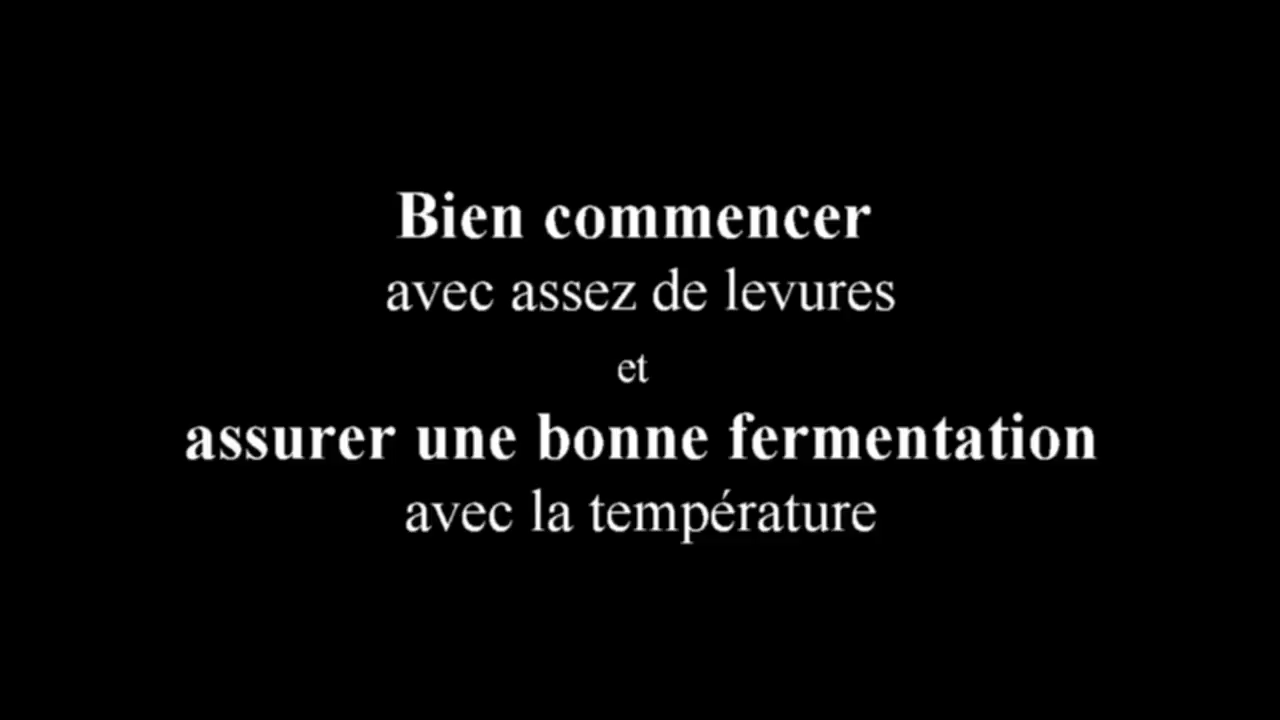 Bien commencer
avec assez de levures
et
assurer une bonne fermentation
avec la température